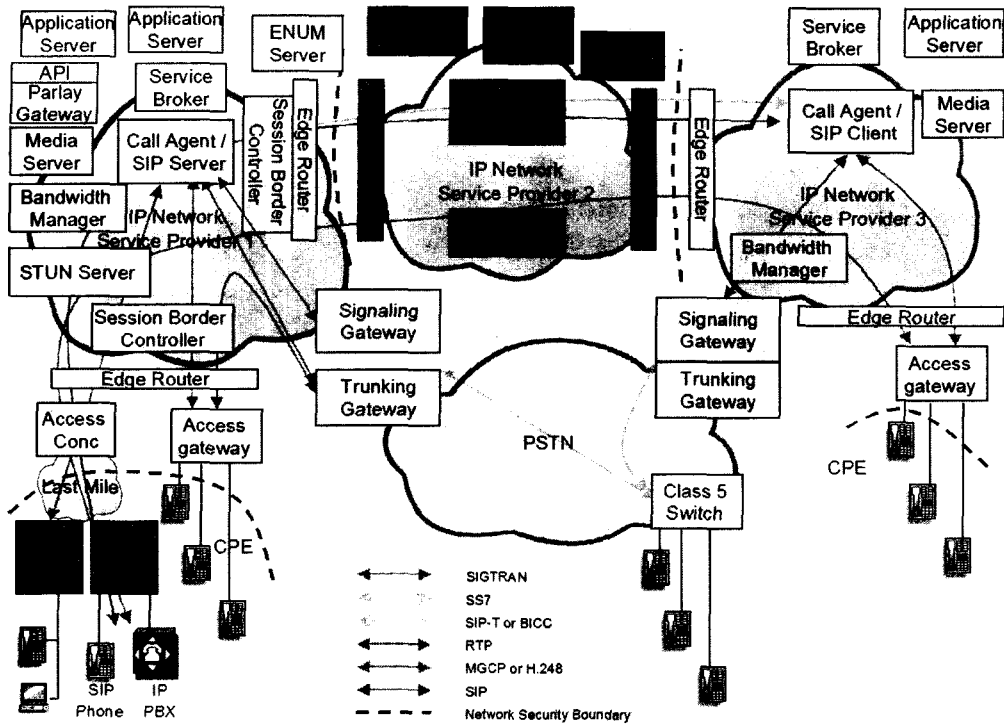 Application
Server
Application
Server
ENUM
Server
Service
Broker
Application
Server
API
Parlay
Gateway
Service
Broker
Media
Server
Call Agent /
SIP Server
Session Border
Controller
Edge Router
Edge Router
Call Agent /
SIP Client
Media
Server
Bandwidth
Manager
IP Network
Service Provider 1
IP Network
Service Provider 2
IP Network
Service Provider 3
STUN Server
Bandwidth
Manager
Session Border
Controller
Signaling
Gateway
Signaling
Gateway
Edge Router
Edge Router
Trunking
Gateway
Trunking
Gateway
Access
gateway
Access
Conc
Access
gateway
PSTN
CPE
Last Mile
Class 5
Switch
CPE
SIGTRAN
SS7
SIP-T or BICC
RTP
MGCP or H.248
SIP
Network Security Boundary
SIP
Phone
IP
PBX